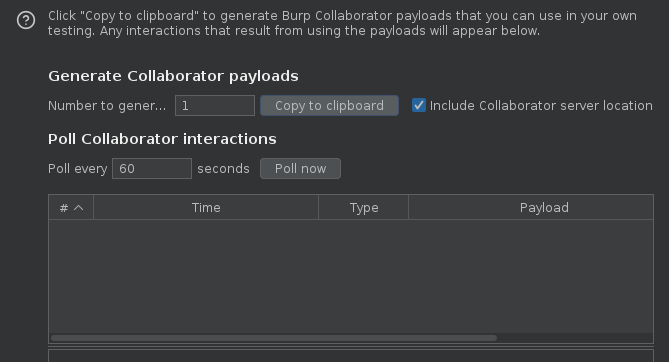 Click "Copy to clipboard" to generate Burp Collaborator payloads that you can use in your own
testing. Any interactions that result from using the payloads will appear below.
Generate Collaborator payloads
Number to gener... 1 Copy to clipboard Include Collaborator server location
Poll Collaborator interactions
Poll every 60 seconds Poll now
# Time Type Payload